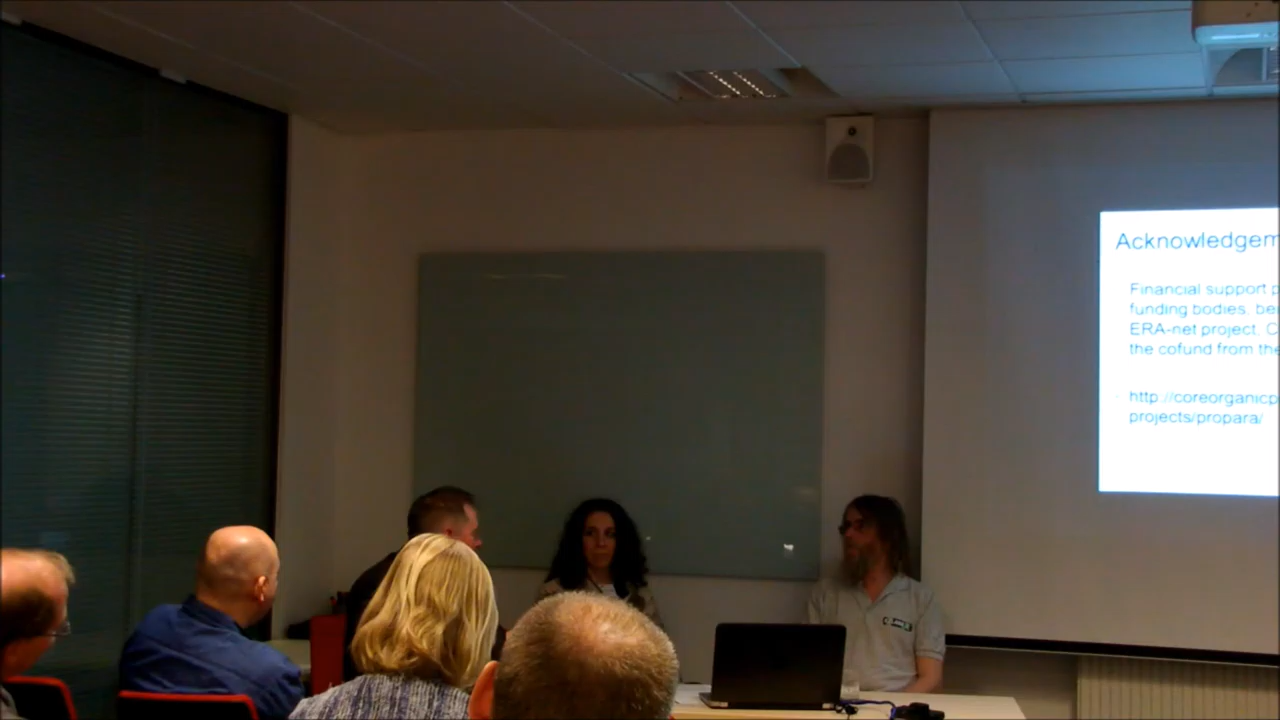 Acknowledgem
Financial support p
funding bodies, be
ERA-net project, C
the cofund from the
http://coreorganicp
projects/propara/